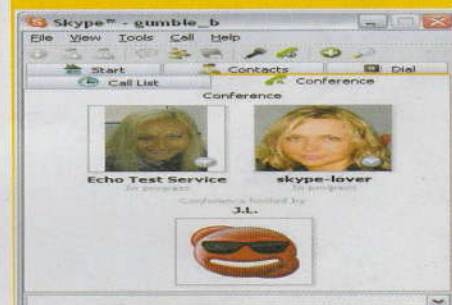 Skype™ - gumble_b
File View Tools Call Help
Start Contacts Dial
Call List Conference
Conference
Echo Test Service skype-lover
In progress In progress
Conference hosted by
J.L.